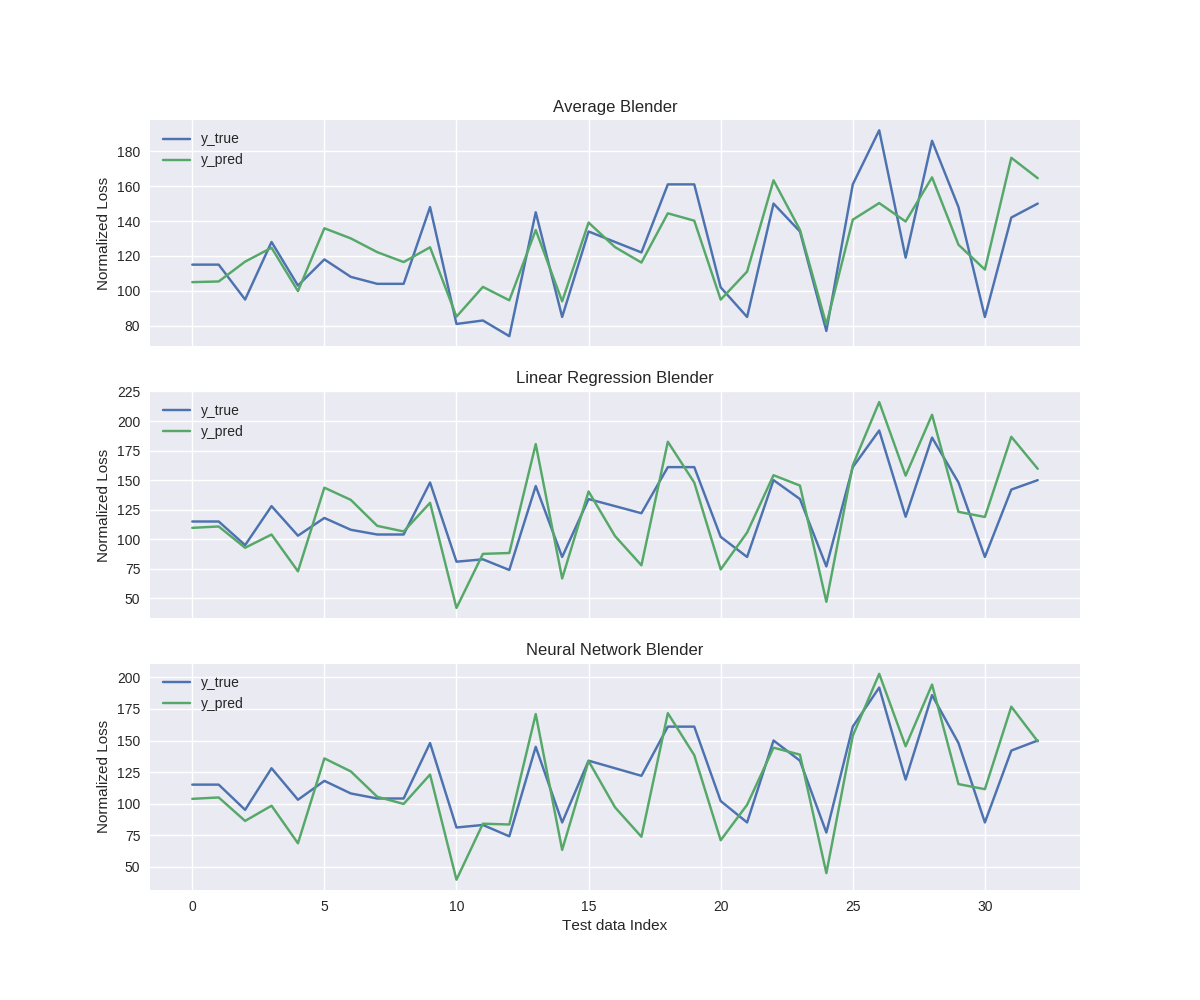 Average Blender
y_true
y_pred
Normalized Loss
180
160
140
120
100
80
Linear Regression Blender
y_true
y_pred
Normalized Loss
225
200
175
150
125
100
75
50
Neural Network Blender
y_true
y_pred
Normalized Loss
200
175
150
125
100
75
50
0 5 10 15 20 25 30
Test data Index